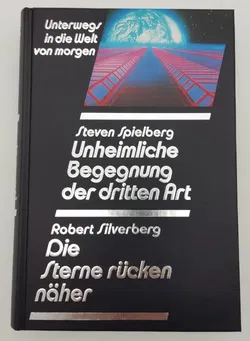 Unterwegs
in die Welt
von morgen
Steven Spielberg
Unheimliche
Begegnung
der dritten Art
Robert Silverberg
Die
Sterne rücken
näher